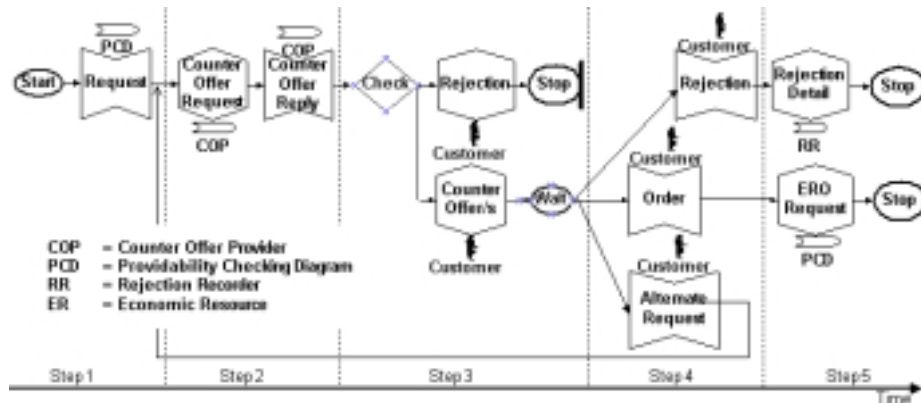 PCD
Start
Request
Counter
Offer
Request
COP
COP
Counter
Offer
Reply
Check
Rejection
Customer
Stop
Counter
Offer/s
Customer
Wait
Customer
Rejection
Customer
Order
Customer
Alternate
Request
Rejection
Detail
RR
Stop
ERO
Request
PCD
Stop
COP = Counter Offer Provider
PCD = Providability Checking Diagram
RR = Rejection Recorder
ER = Economic Resource
Step 1 Step 2 Step 3 Step 4 Step 5
Time